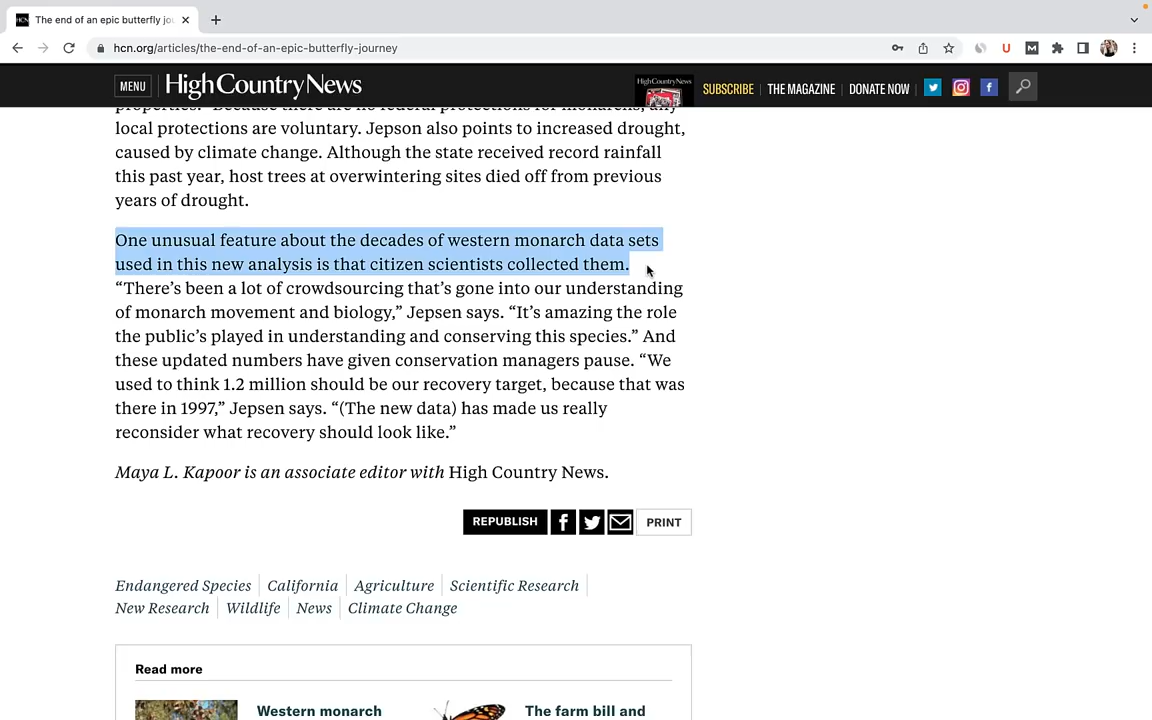 The end of an epic butterfly jo
hcn.org/articles/the-end-of-an-epic-butterfly-journey
MENU
High Country News
High Country News
SUBSCRIBE
THE MAGAZINE
DONATE NOW
properties. “Because there are no federal protections for monarchs, any
local protections are voluntary. Jepson also points to increased drought,
caused by climate change. Although the state received record rainfall
this past year, host trees at overwintering sites died off from previous
years of drought.
One unusual feature about the decades of western monarch data sets
used in this new analysis is that citizen scientists collected them.
“There’s been a lot of crowdsourcing that’s gone into our understanding
of monarch movement and biology,” Jepsen says. “It’s amazing the role
the public’s played in understanding and conserving this species.” And
these updated numbers have given conservation managers pause. “We
used to think 1.2 million should be our recovery target, because that was
there in 1997,” Jepsen says. “(The new data) has made us really
reconsider what recovery should look like.”
Maya L. Kapoor is an associate editor with High Country News.
REPUBLISH
PRINT
Endangered Species
California
Agriculture
Scientific Research
New Research
Wildlife
News
Climate Change
Read more
Western monarch
The farm bill and